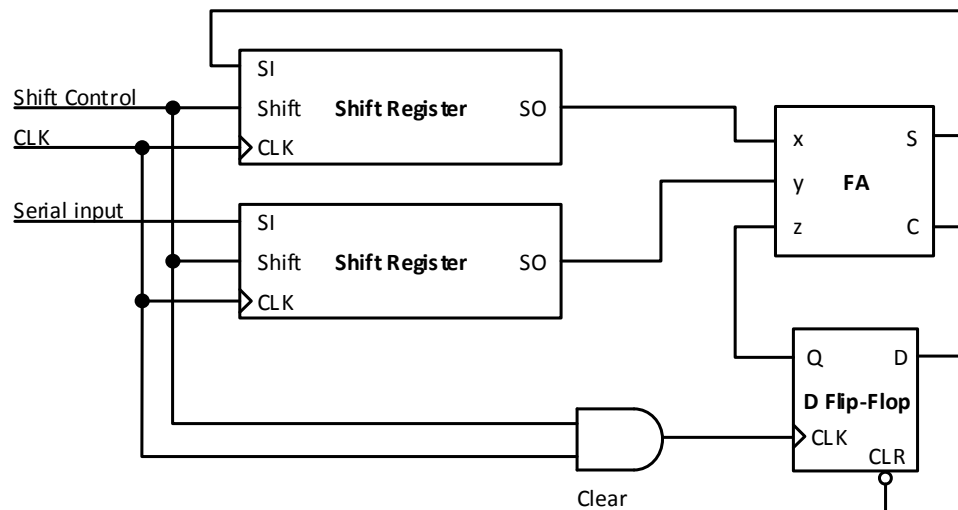 SI
Shift Control
Shift Shift Register SO
CLK
CLK
x S
y FA
Serial input
SI
z C
Shift Shift Register SO
CLK
Q D
D Flip-Flop
CLK
CLR
Clear